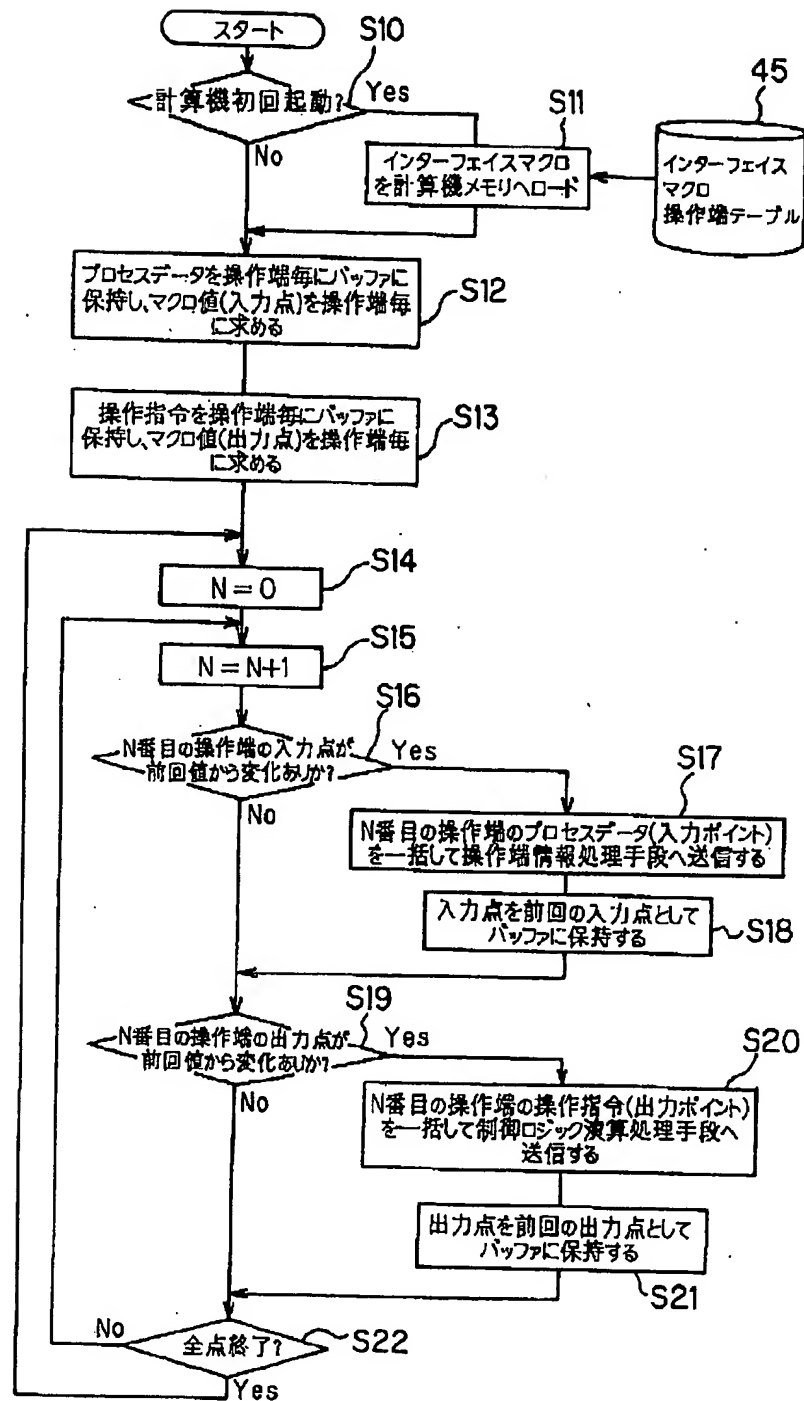 スタート
S10
計算機初回起動?
Yes
No
S11
インターフェイスマクロ
を計算機メモリへロード
45
インターフェイス
マクロ
操作端テーブル
プロセスデータを操作端毎にバッファに
保持し、マクロ値(入力点)を操作端毎
に求める
S12
操作指令を操作端毎にバッファに
保持し、マクロ値(出力点)を操作端毎
に求める
S13
S14
N=0
S15
N=N+1
S16
N番目の操作端の入力点が
前回値から変化ありか?
Yes
No
S17
N番目の操作端のプロセスデータ(入力ポイント)
を一括して操作端情報処理手段へ送信する
入力点を前回の入力点として
バッファに保持する
S18
S19
N番目の操作端の出力点が
前回値から変化ありか?
Yes
No
S20
N番目の操作端の操作指令(出力ポイント)
を一括して制御ロジック演算処理手段へ
送信する
出力点を前回の出力点として
バッファに保持する
S21
No
全点終了?
S22
Yes